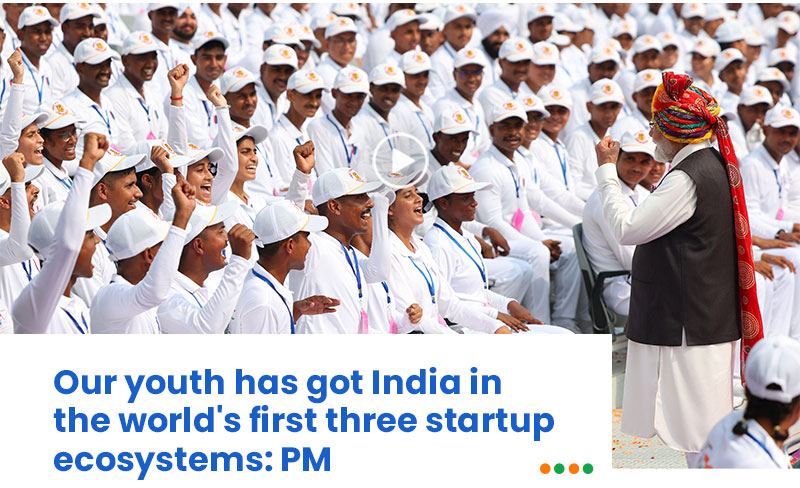 Our youth has got India in
the world's first three startup
ecosystems: PM